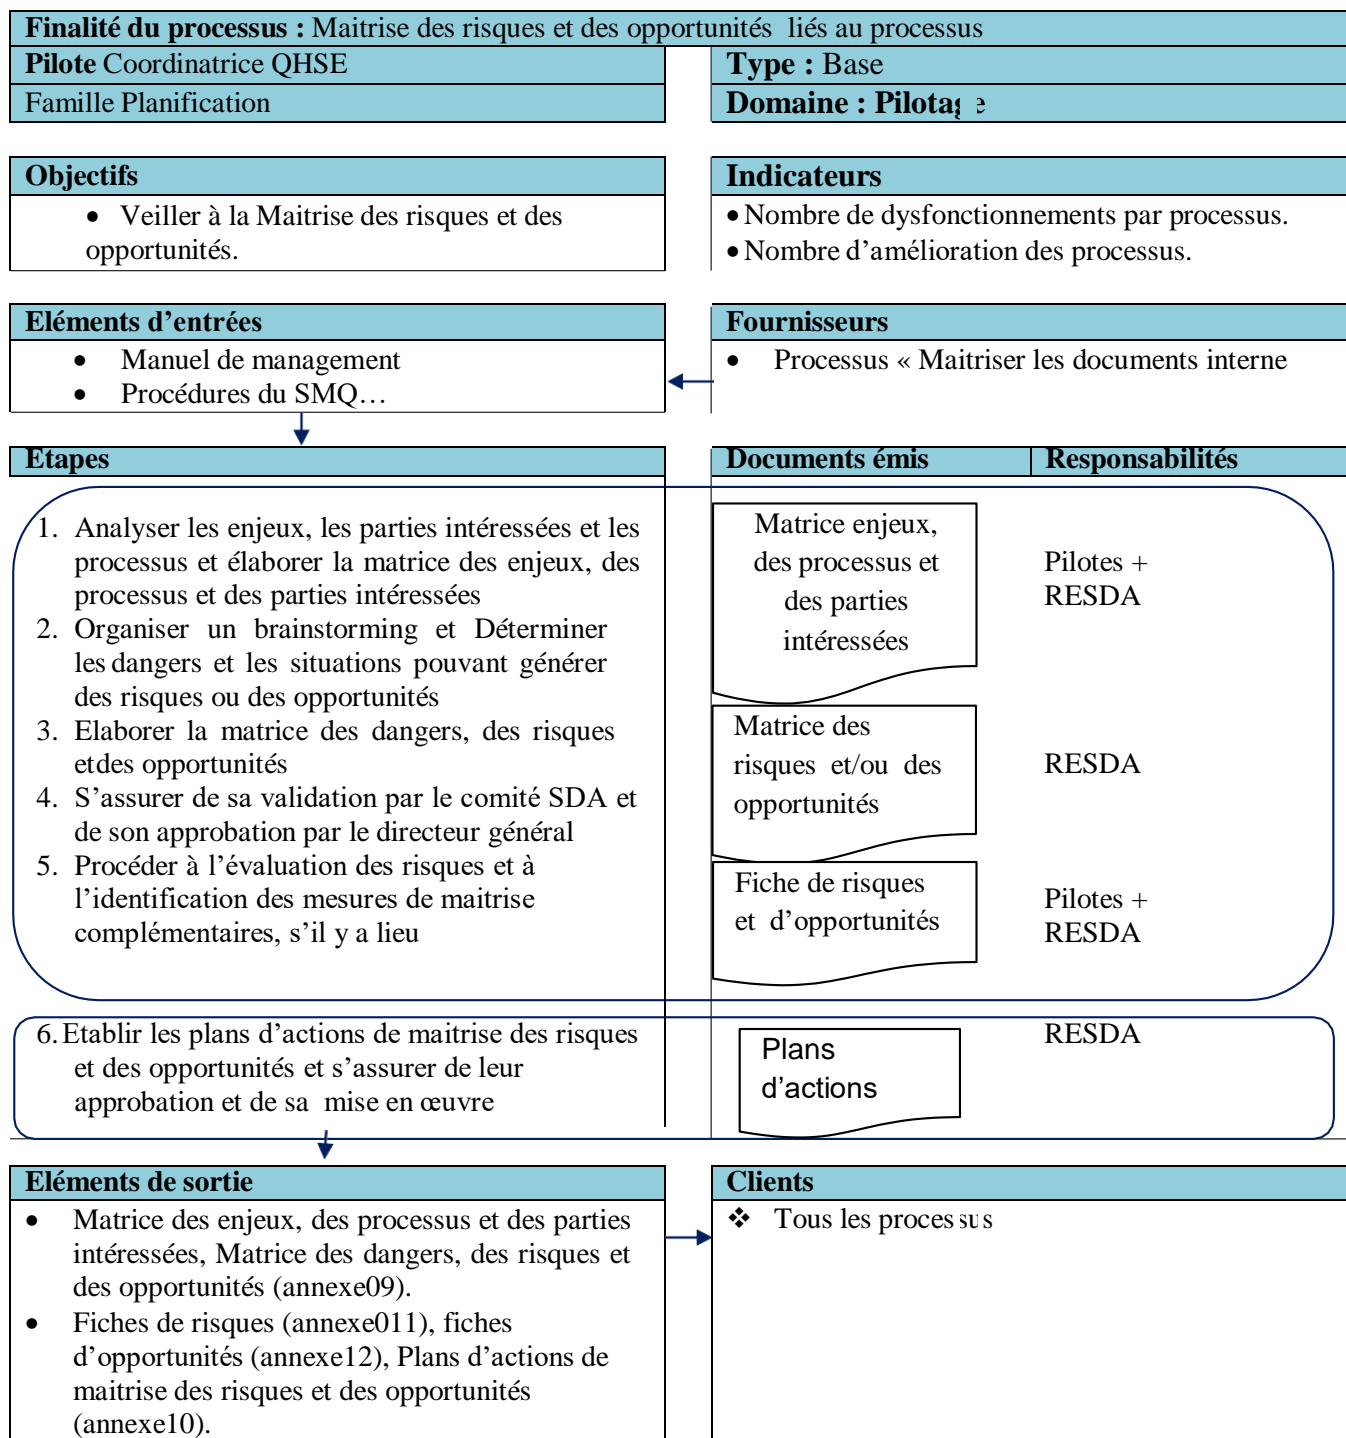 Finalité du processus : Maitrise des risques et des opportunités liés au processus
Pilote Coordinatrice QHSE
Type : Base
Famille Planification
Domaine : Pilotage
Objectifs
• Veiller à la Maitrise des risques et des
opportunités.
Indicateurs
• Nombre de dysfonctionnements par processus.
• Nombre d’amélioration des processus.
Eléments d’entrées
• Manuel de management
• Procédures du SMQ…
Fournisseurs
• Processus « Maitriser les documents interne
Etapes
Documents émis
Responsabilités
1. Analyser les enjeux, les parties intéressées et les
processus et élaborer la matrice des enjeux, des
processus et des parties intéressées
2. Organiser un brainstorming et Déterminer
les dangers et les situations pouvant générer
des risques ou des opportunités
3. Elaborer la matrice des dangers, des risques
etdes opportunités
4. S’assurer de sa validation par le comité SDA et
de son approbation par le directeur général
5. Procéder à l’évaluation des risques et à
l’identification des mesures de maitrise
complémentaires, s’il y a lieu
Matrice enjeux,
des processus et
des parties
intéressées
Pilotes +
RESDA
Matrice des
risques et/ou des
opportunités
RESDA
Fiche de risques
et d’opportunités
Pilotes +
RESDA
6. Etablir les plans d’actions de maitrise des risques
et des opportunités et s’assurer de leur
approbation et de sa mise en œuvre
Plans
d’actions
RESDA
Eléments de sortie
• Matrice des enjeux, des processus et des parties
intéressées, Matrice des dangers, des risques et
des opportunités (annexe09).
• Fiches de risques (annexe011), fiches
d’opportunités (annexe12), Plans d’actions de
maitrise des risques et des opportunités
(annexe10).
Clients
❖ Tous les processus